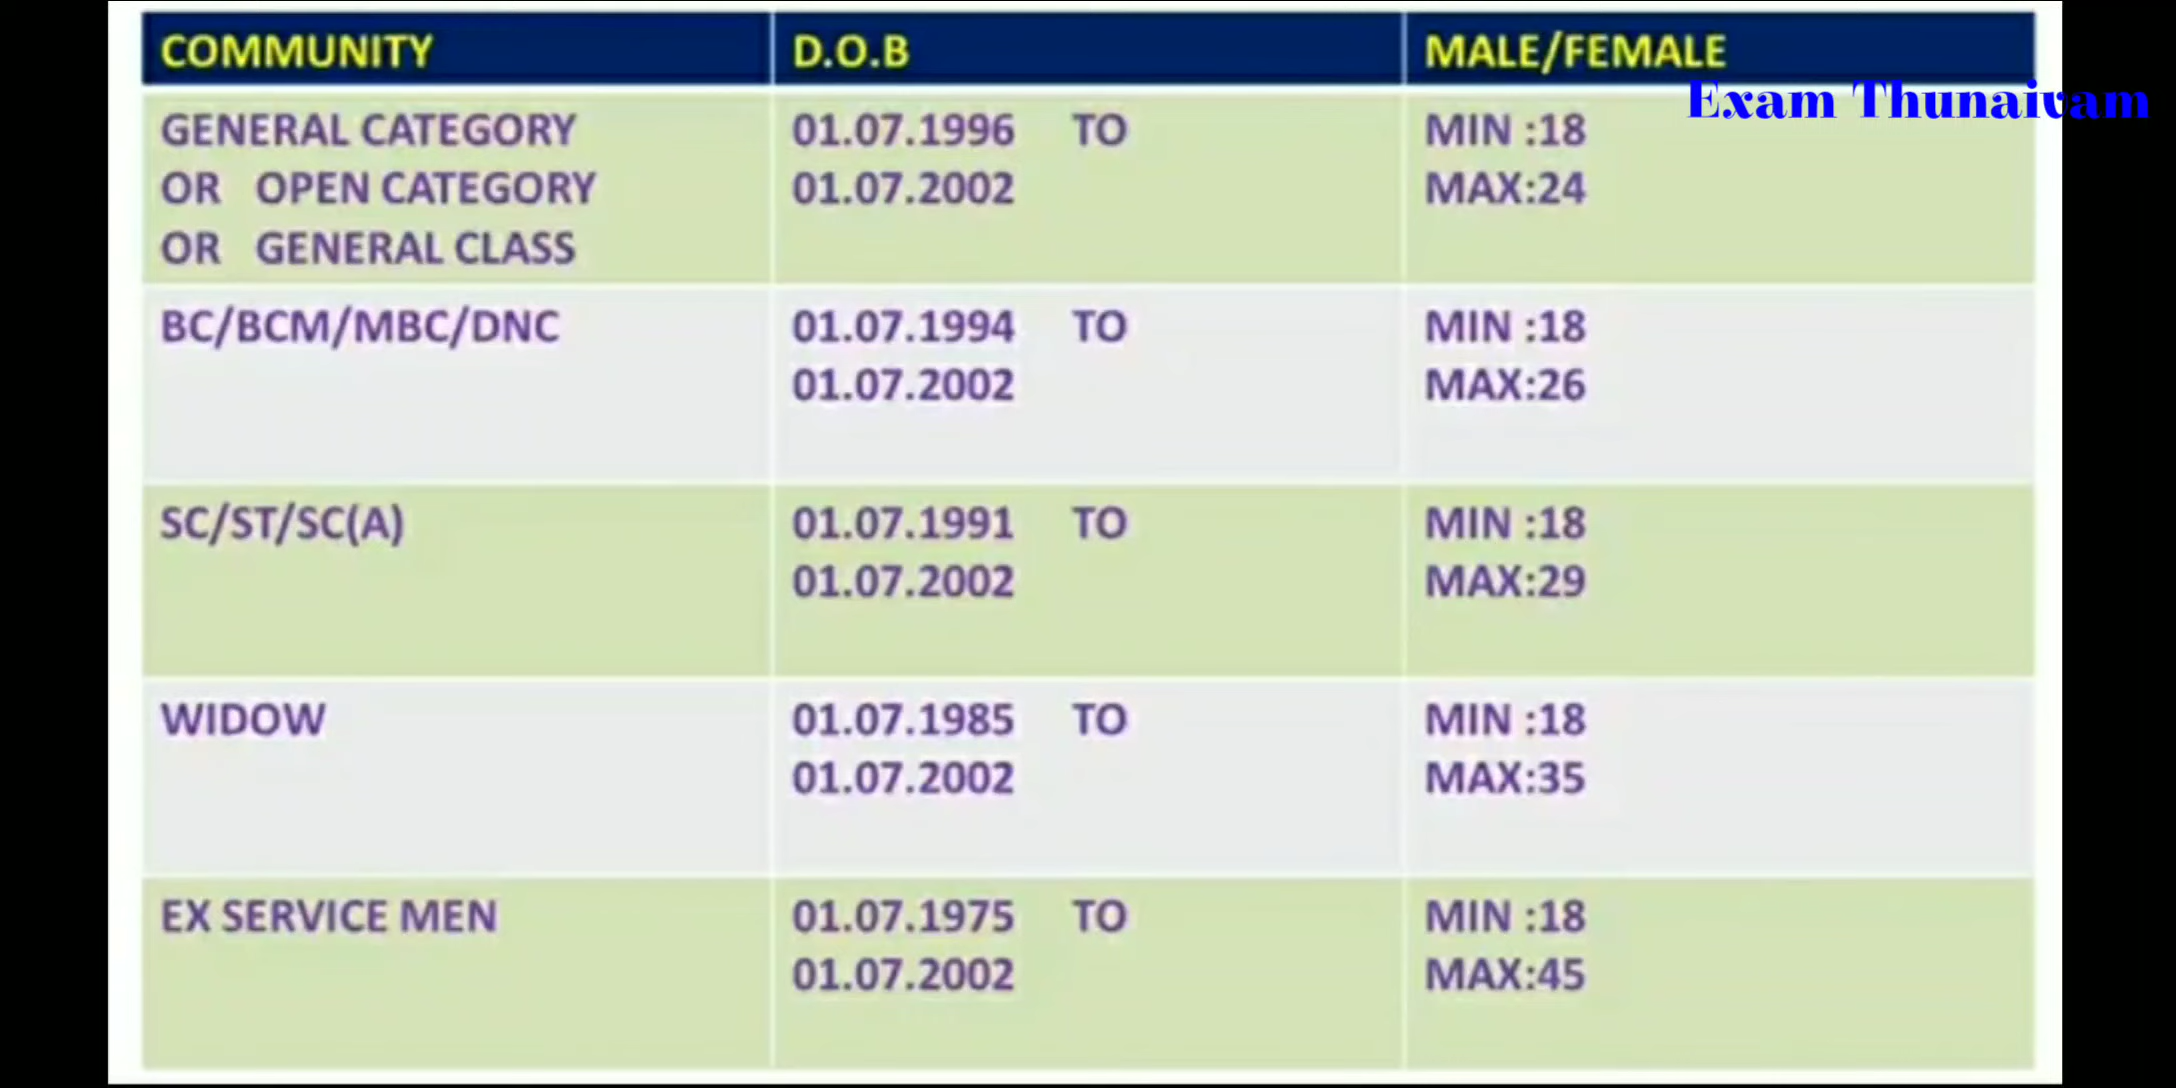 COMMUNITY D.O.B MALE/FEMALE
Exam Thunaivam
GENERAL CATEGORY 01.07.1996 TO MIN :18
OR OPEN CATEGORY 01.07.2002 MAX:24
OR GENERAL CLASS
BC/BCM/MBC/DNC 01.07.1994 TO MIN :18
01.07.2002 MAX:26
SC/ST/SC(A) 01.07.1991 TO MIN :18
01.07.2002 MAX:29
WIDOW 01.07.1985 TO MIN :18
01.07.2002 MAX:35
EX SERVICE MEN 01.07.1975 TO MIN :18
01.07.2002 MAX:45